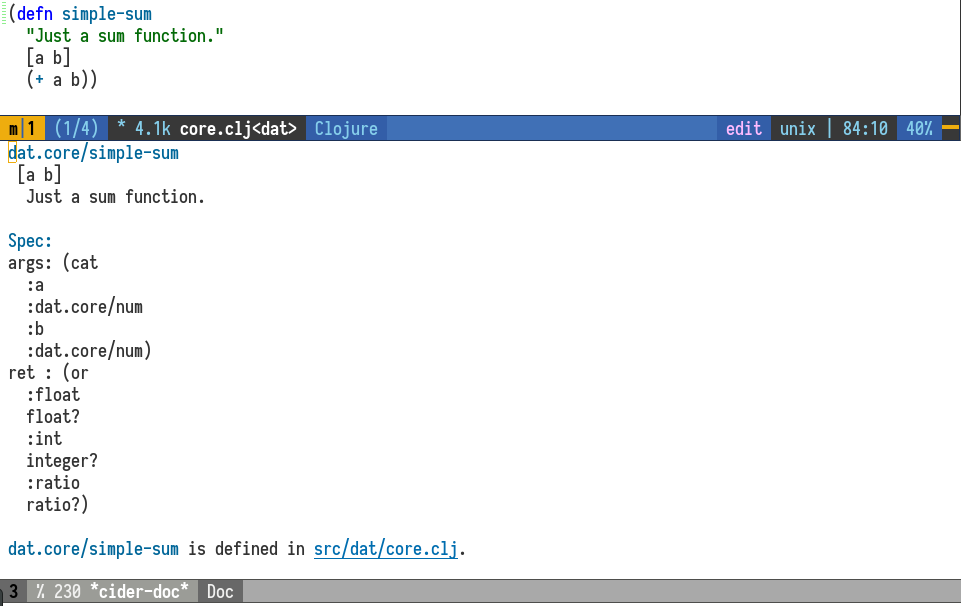 (defn simple-sum
  "Just a sum function."
  [a b]
  (+ a b))
m|1 (1/4) * 4.1k core.clj<dat> Clojure edit unix | 84:10 40%
dat.core/simple-sum
 [a b]
  Just a sum function.
Spec:
args: (cat
  :a
  :dat.core/num
  :b
  :dat.core/num)
ret : (or
  :float
  float?
  :int
  integer?
  :ratio
  ratio?)
dat.core/simple-sum is defined in src/dat/core.clj.
3 % 230 *cider-doc* Doc